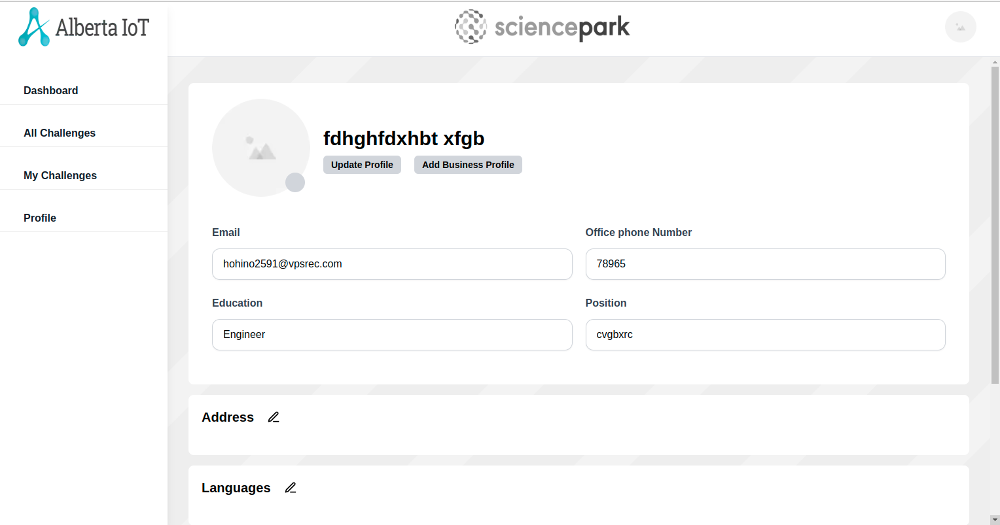 Alberta IoT
sciencepark
Dashboard
All Challenges
My Challenges
Profile
fdhghfdxhbt xfgb
Update Profile
Add Business Profile
Email
Office phone Number
hohino2591@vpsrec.com
78965
Education
Position
Engineer
cvgbxrc
Address
Languages